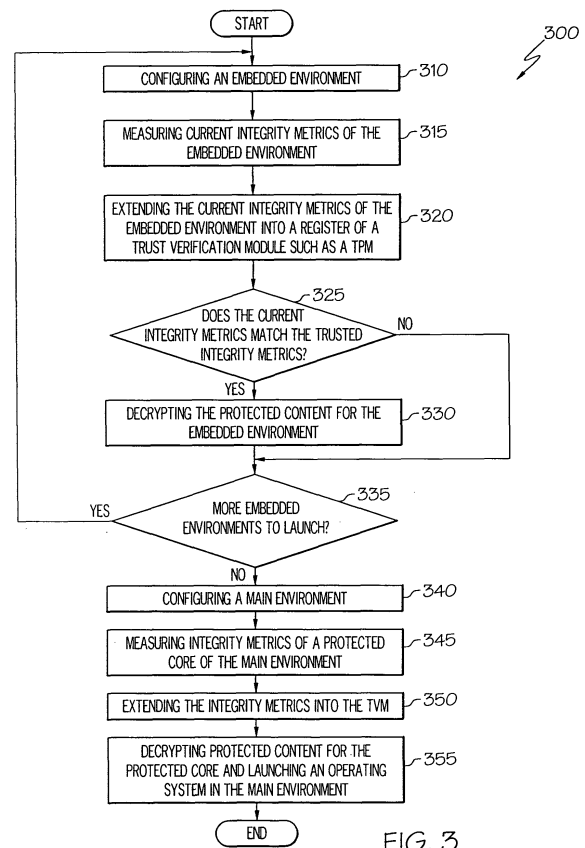 START
300
CONFIGURING AN EMBEDDED ENVIRONMENT
310
MEASURING CURRENT INTEGRITY METRICS OF THE
EMBEDDED ENVIRONMENT
315
EXTENDING THE CURRENT INTEGRITY METRICS OF THE
EMBEDDED ENVIRONMENT INTO A REGISTER OF A
TRUST VERIFICATION MODULE SUCH AS A TPM
320
325
DOES THE CURRENT
INTEGRITY METRICS MATCH THE TRUSTED
INTEGRITY METRICS?
NO
YES
DECRYPTING THE PROTECTED CONTENT FOR THE
EMBEDDED ENVIRONMENT
330
335
MORE EMBEDDED
ENVIRONMENTS TO LAUNCH?
YES
NO
CONFIGURING A MAIN ENVIRONMENT
340
MEASURING INTEGRITY METRICS OF A PROTECTED
CORE OF THE MAIN ENVIRONMENT
345
EXTENDING THE INTEGRITY METRICS INTO THE TVM
350
DECRYPTING PROTECTED CONTENT FOR THE
PROTECTED CORE AND LAUNCHING AN OPERATING
SYSTEM IN THE MAIN ENVIRONMENT
355
END
FIG 3